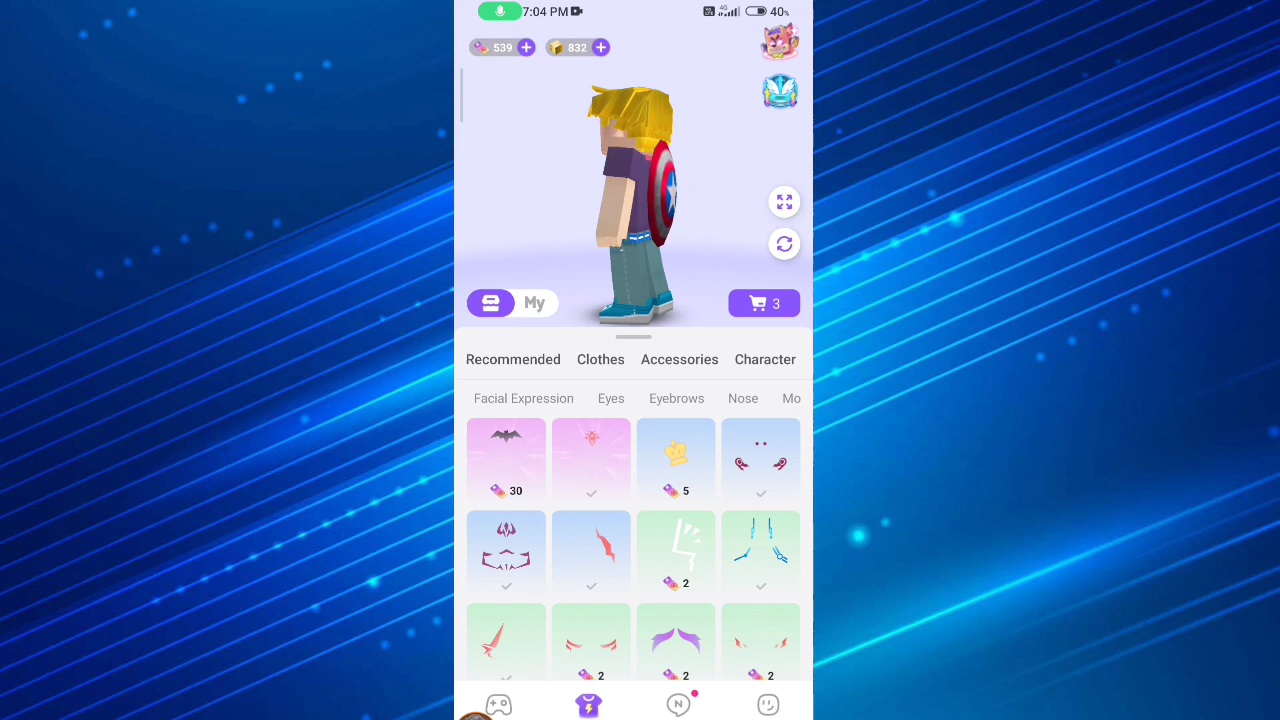 7:04 PM
4G
40%
539
832
My
3
Recommended Clothes Accessories Character
Facial Expression Eyes Eyebrows Nose Mo
30
5
2
2
2
2
N